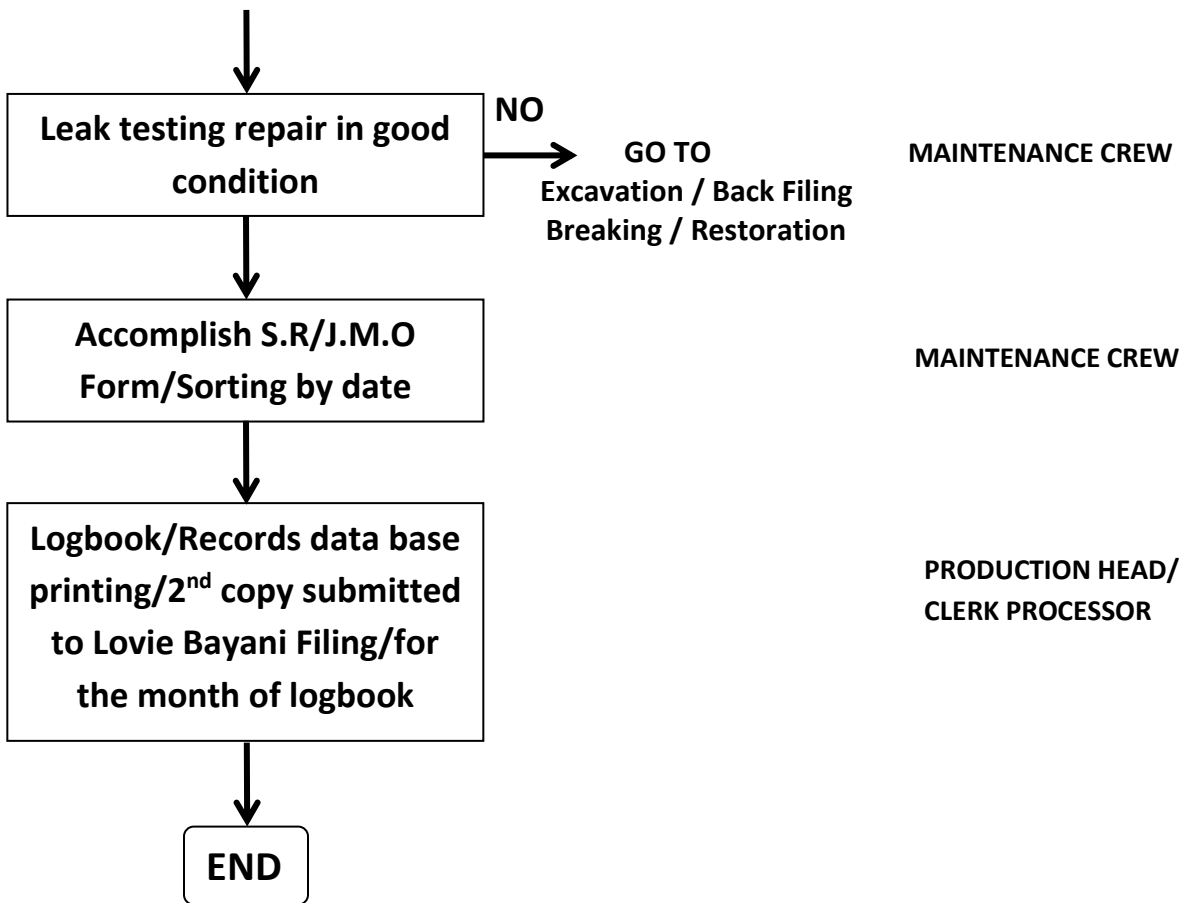 Leak testing repair in good
condition
NO
GO TO
Excavation / Back Filing
Breaking / Restoration
MAINTENANCE CREW
Accomplish S.R/J.M.O
Form/Sorting by date
MAINTENANCE CREW
Logbook/Records data base
printing/2nd copy submitted
to Lovie Bayani Filing/for
the month of logbook
PRODUCTION HEAD/
CLERK PROCESSOR
END